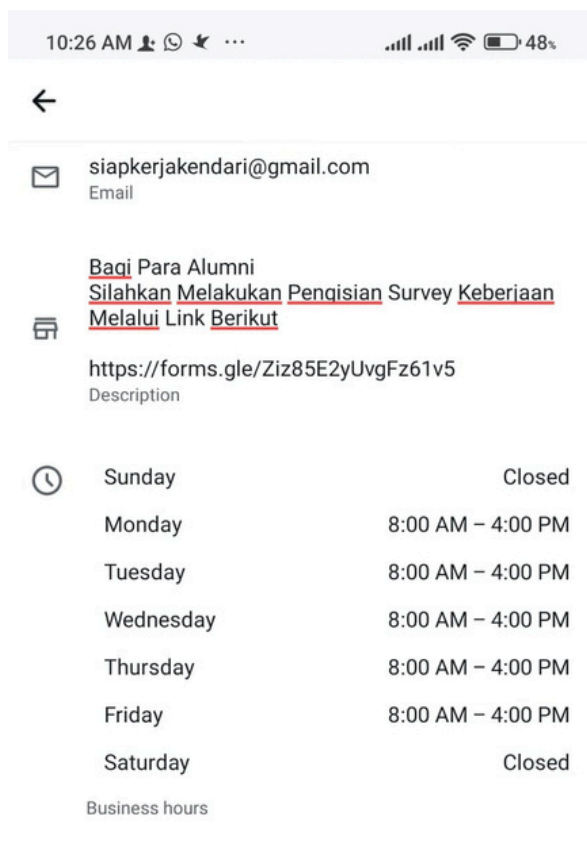 10:26 AM ... 48%
siapkerjakendari@gmail.com
Email
Bagi Para Alumni
Silahkan Melakukan Pengisian Survey Keberjaan
Melalui Link Berikut
https://forms.gle/Ziz85E2yUvgFz61v5
Description
Sunday Closed
Monday 8:00 AM – 4:00 PM
Tuesday 8:00 AM – 4:00 PM
Wednesday 8:00 AM – 4:00 PM
Thursday 8:00 AM – 4:00 PM
Friday 8:00 AM – 4:00 PM
Saturday Closed
Business hours